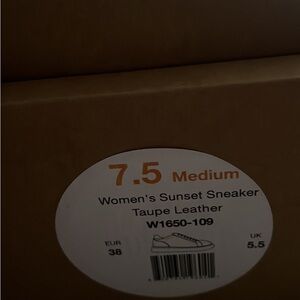 7.5 Medium
Women's Sunset Sneaker
Taupe Leather
W1650-109
EUR
38
UK
5.5